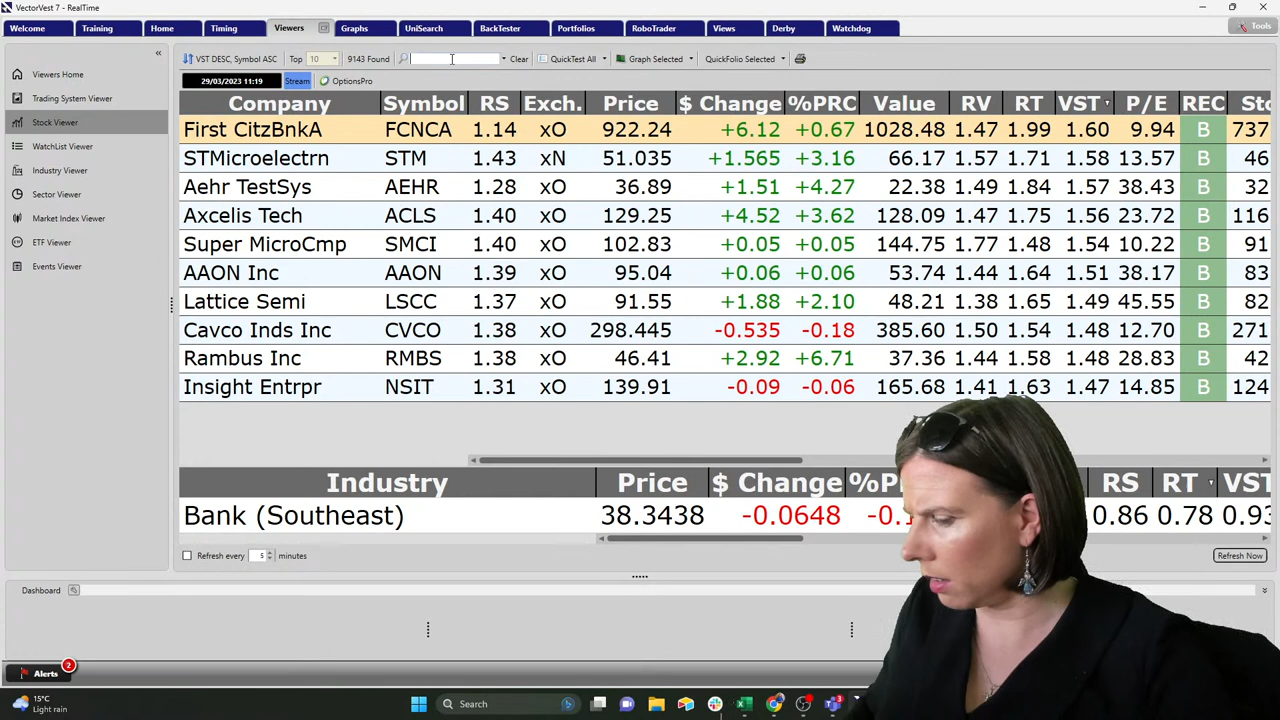 VectorVest 7 - RealTime
Welcome Training Home Timing Viewers Graphs UniSearch BackTester Portfolios RoboTrader Views Derby Watchdog Tools
VST DESC, Symbol ASC Top 10 9143 Found Clear QuickTest All Graph Selected QuickFolio Selected
29/03/2023 11:19 Stream OptionsPro
Viewers Home
Trading System Viewer
Stock Viewer
WatchList Viewer
Industry Viewer
Sector Viewer
Market Index Viewer
ETF Viewer
Events Viewer
Company Symbol RS Exch. Price $ Change %PRC Value RV RT VST P/E REC Sto
First CitzBnkA FCNCA 1.14 xO 922.24 +6.12 +0.67 1028.48 1.47 1.99 1.60 9.94 B 737
STMicroelectrn STM 1.43 xN 51.035 +1.565 +3.16 66.17 1.57 1.71 1.58 13.57 B 46
Aehr TestSys AEHR 1.28 xO 36.89 +1.51 +4.27 22.38 1.49 1.84 1.57 38.43 B 32
Axcelis Tech ACLS 1.40 xO 129.25 +4.52 +3.62 128.09 1.47 1.75 1.56 23.72 B 116
Super MicroCmp SMCI 1.40 xO 102.83 +0.05 +0.05 144.75 1.77 1.48 1.54 10.22 B 91
AAON Inc AAON 1.39 xO 95.04 +0.06 +0.06 53.74 1.44 1.64 1.51 38.17 B 83
Lattice Semi LSCC 1.37 xO 91.55 +1.88 +2.10 48.21 1.38 1.65 1.49 45.55 B 82
Cavco Inds Inc CVCO 1.38 xO 298.445 -0.535 -0.18 385.60 1.50 1.54 1.48 12.70 B 271
Rambus Inc RMBS 1.38 xO 46.41 +2.92 +6.71 37.36 1.44 1.58 1.48 28.83 B 42
Insight Entrpr NSIT 1.31 xO 139.91 -0.09 -0.06 165.68 1.41 1.63 1.47 14.85 B 124
Industry Price $ Change %P RS RT VST
Bank (Southeast) 38.3438 -0.0648 0.86 0.78 0.93
Refresh every 5 minutes Refresh Now
Dashboard
Alerts 2
15°C
Light rain
Search